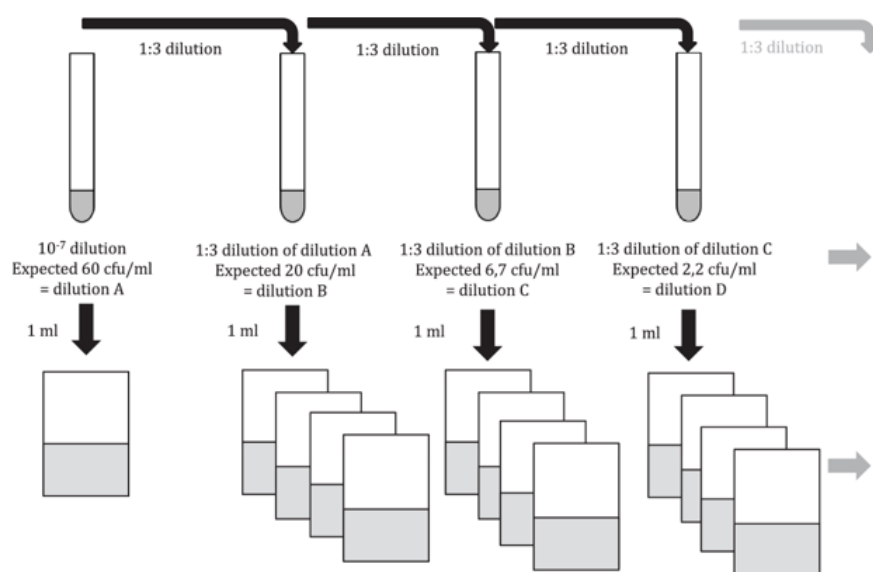 1:3 dilution
1:3 dilution
1:3 dilution
1:3 dilution
10⁻⁷ dilution
Expected 60 cfu/ml
= dilution A
1:3 dilution of dilution A
Expected 20 cfu/ml
= dilution B
1:3 dilution of dilution B
Expected 6,7 cfu/ml
= dilution C
1:3 dilution of dilution C
Expected 2,2 cfu/ml
= dilution D
1 ml
1 ml
1 ml
1 ml